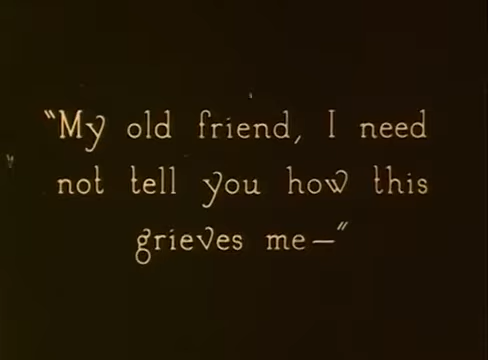 "My old friend, I need
not tell you how this
grieves me—"